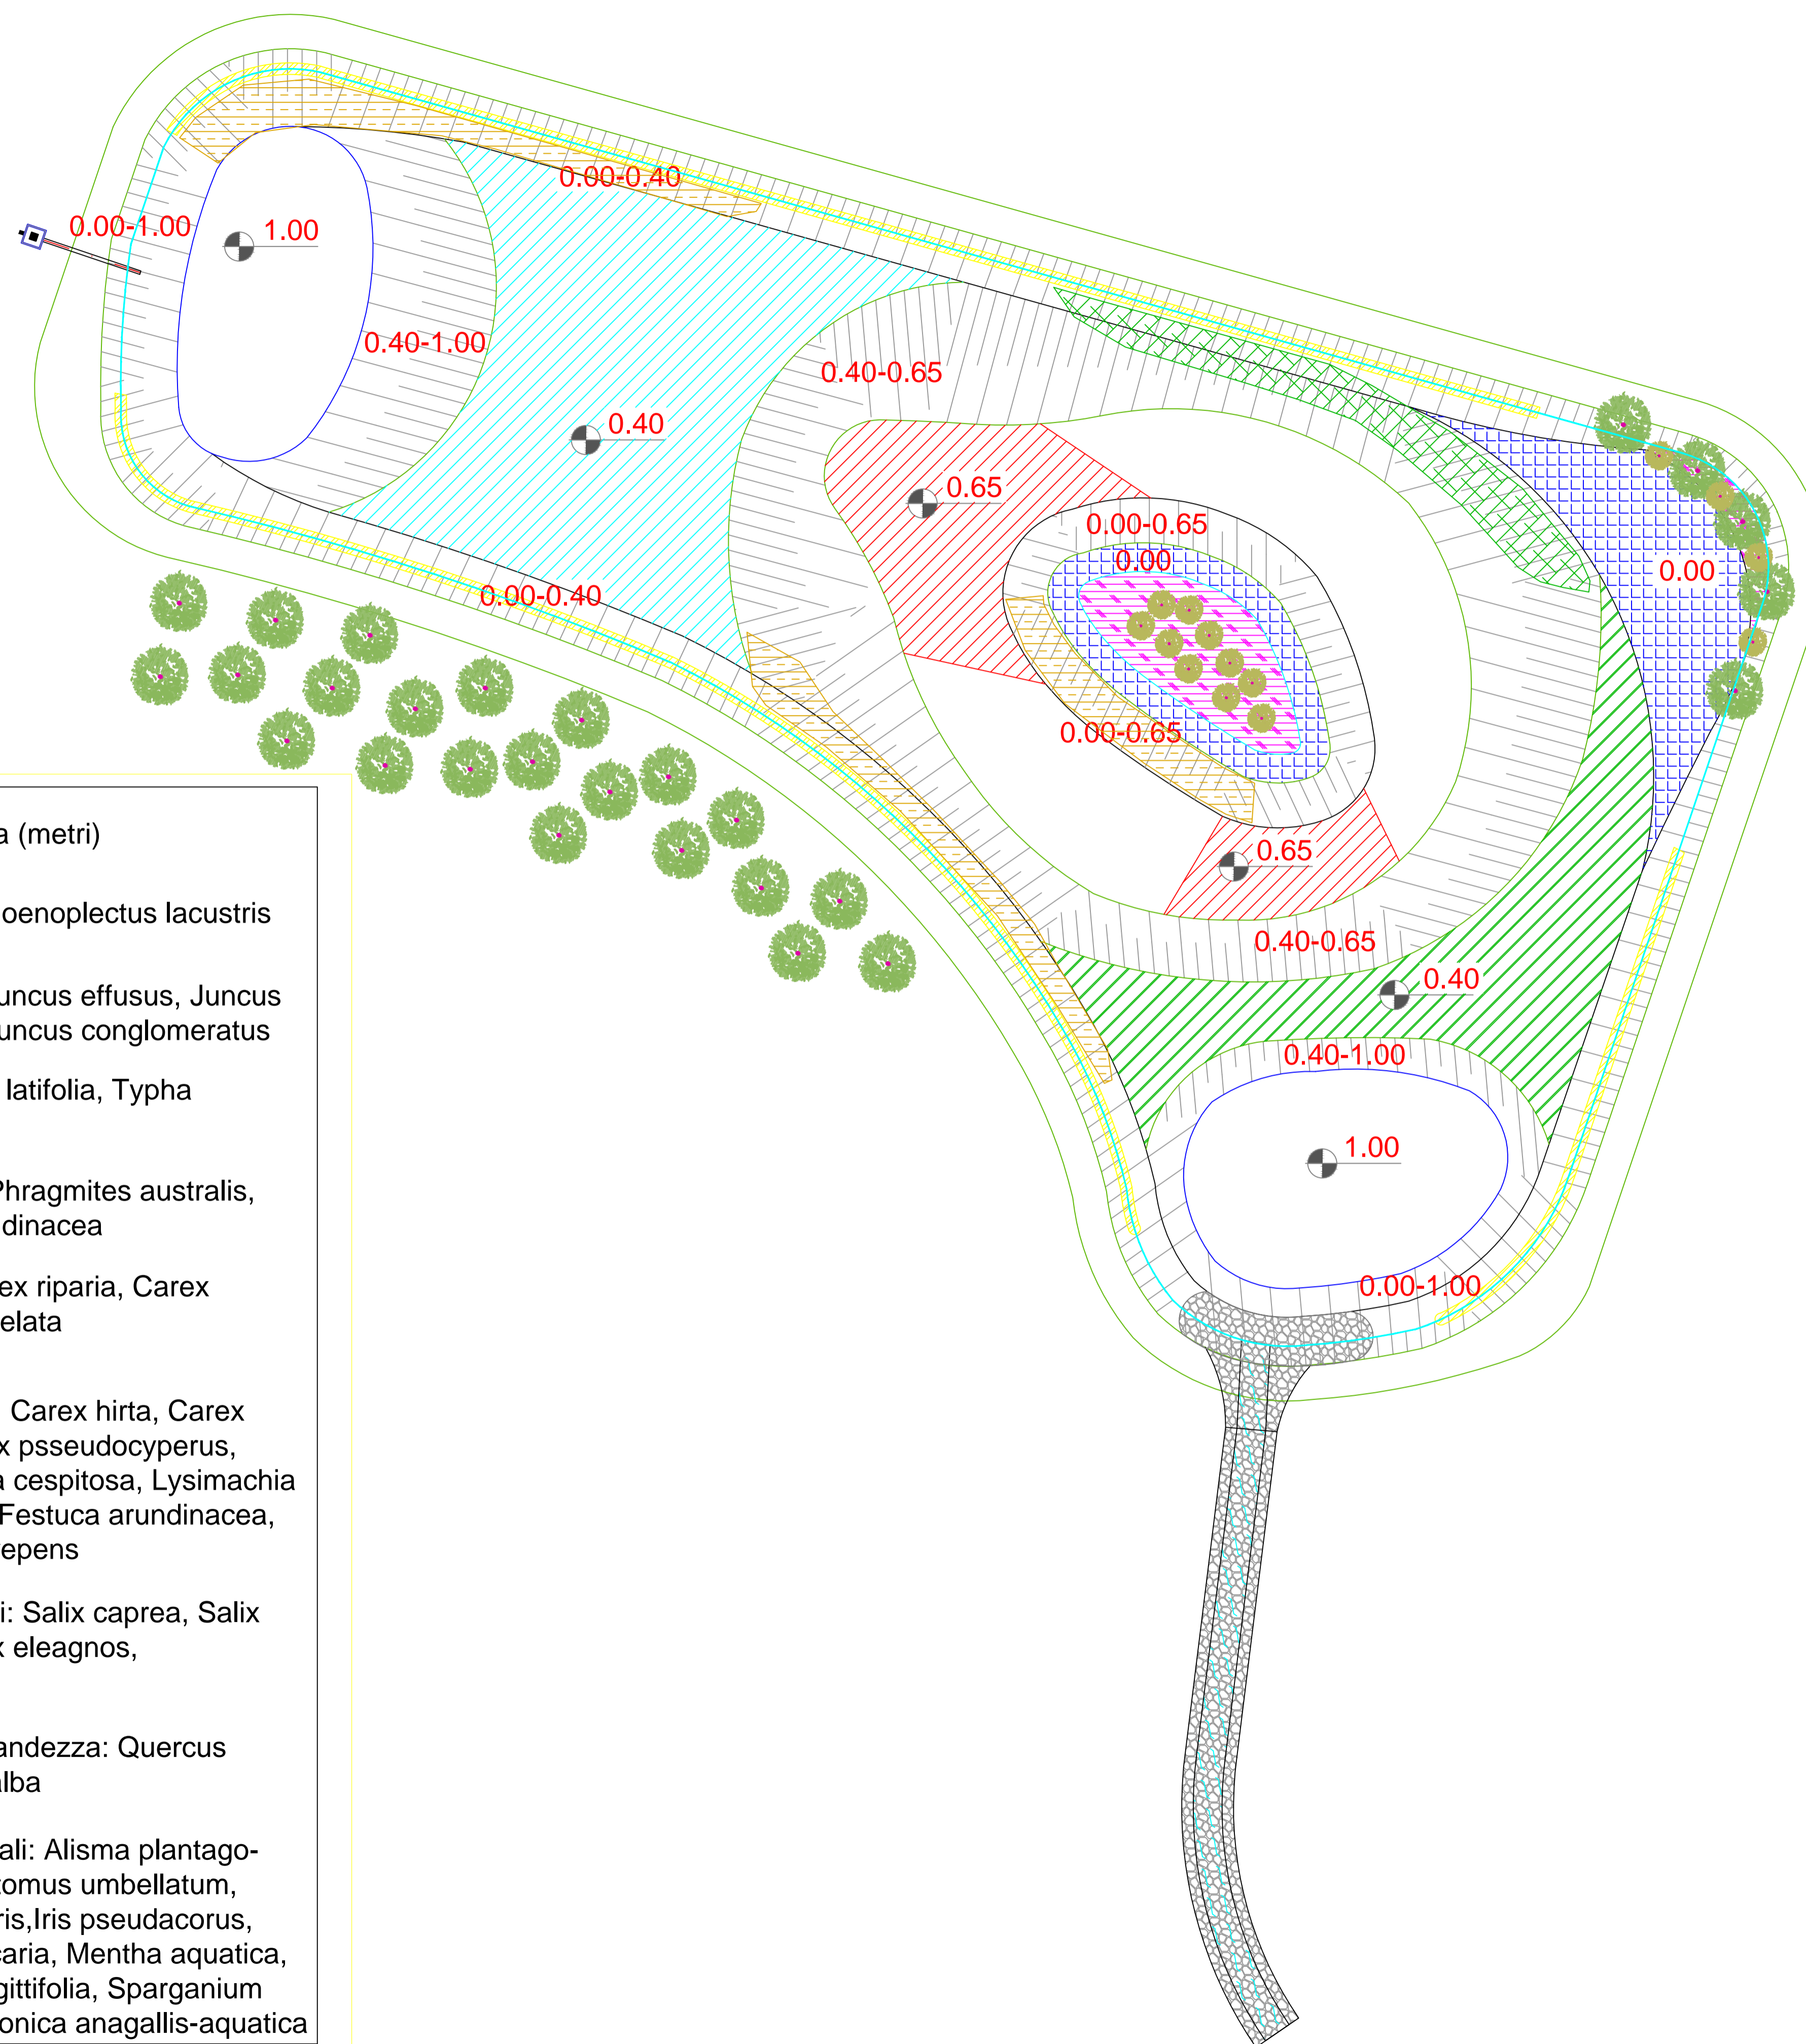 0.00-0.40
0.00-1.00
1.00
0.40-1.00
0.40-0.65
0.40
0.65
0.00-0.65
0.00
0.00
0.00-0.40
0.00-0.65
0.65
0.40-0.65
0.40
0.40-1.00
1.00
0.00-1.00
a (metri)
oenoplectus lacustris
uncus effusus, Juncus
uncus conglomeratus
latifolia, Typha
Phragmites australis,
dinacea
ex riparia, Carex
elata
Carex hirta, Carex
x psseudocyperus,
a cespitosa, Lysimachia
Festuca arundinacea,
repens
i: Salix caprea, Salix
x eleagnos,
andezza: Quercus
alba
ali: Alisma plantago-
tomus umbellatum,
ris,Iris pseudacorus,
caria, Mentha aquatica,
gittifolia, Sparganium
onica anagallis-aquatica